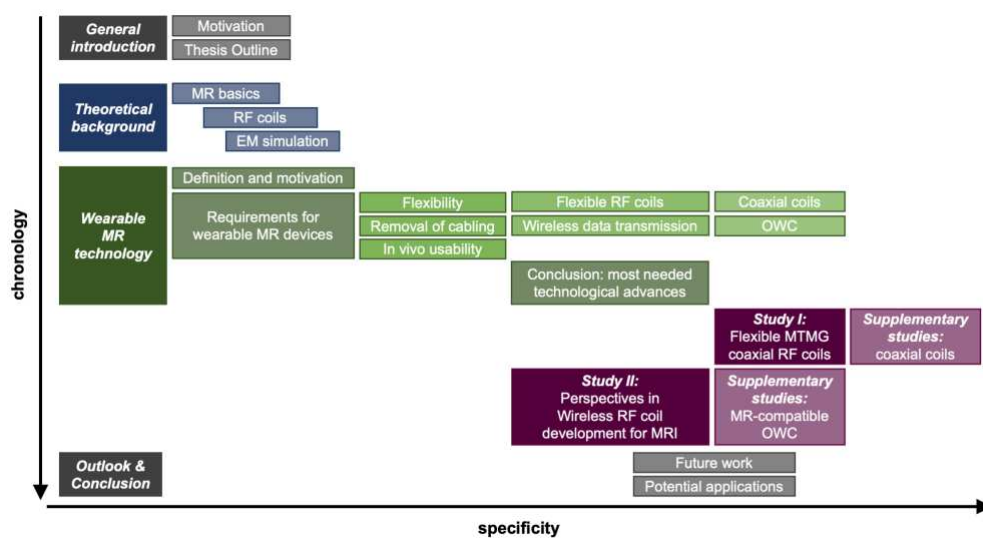 General
introduction
Motivation
Thesis Outline
Theoretical
background
MR basics
RF coils
EM simulation
Wearable
MR
technology
Definition and motivation
Requirements for
wearable MR devices
Flexibility
Removal of cabling
In vivo usability
Flexible RF coils
Wireless data transmission
Coaxial coils
OWC
Conclusion: most needed
technological advances
Study I:
Flexible MTMG
coaxial RF coils
Supplementary
studies:
coaxial coils
Study II:
Perspectives in
Wireless RF coil
development for MRI
Supplementary
studies:
MR-compatible
OWC
Outlook &
Conclusion
Future work
Potential applications
chronology
specificity